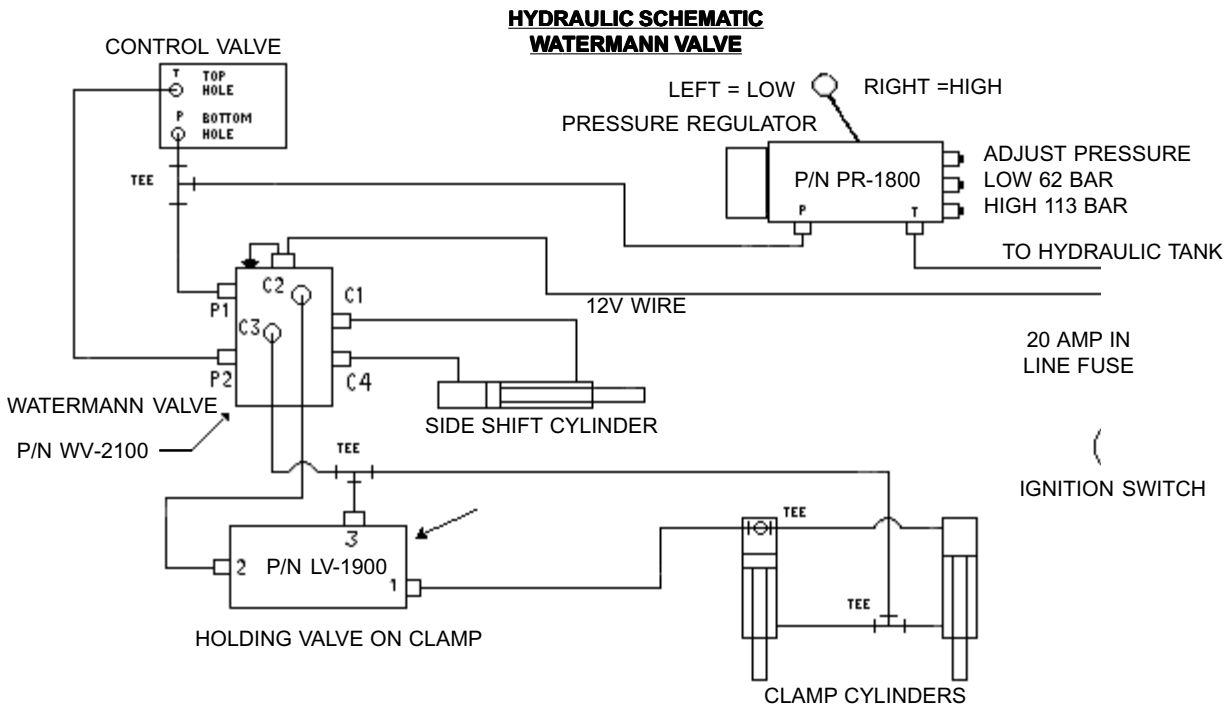 HYDRAULIC SCHEMATIC
WATERMANN VALVE
CONTROL VALVE
T TOP
HOLE
P BOTTOM
HOLE
TEE
LEFT = LOW
RIGHT =HIGH
PRESSURE REGULATOR
P/N PR-1800
P T
ADJUST PRESSURE
LOW 62 BAR
HIGH 113 BAR
TO HYDRAULIC TANK
12V WIRE
20 AMP IN
LINE FUSE
IGNITION SWITCH
C2
C1
P1
C3
P2
C4
WATERMANN VALVE
P/N WV-2100
SIDE SHIFT CYLINDER
TEE
3
2
P/N LV-1900
1
HOLDING VALVE ON CLAMP
TEE
TEE
CLAMP CYLINDERS